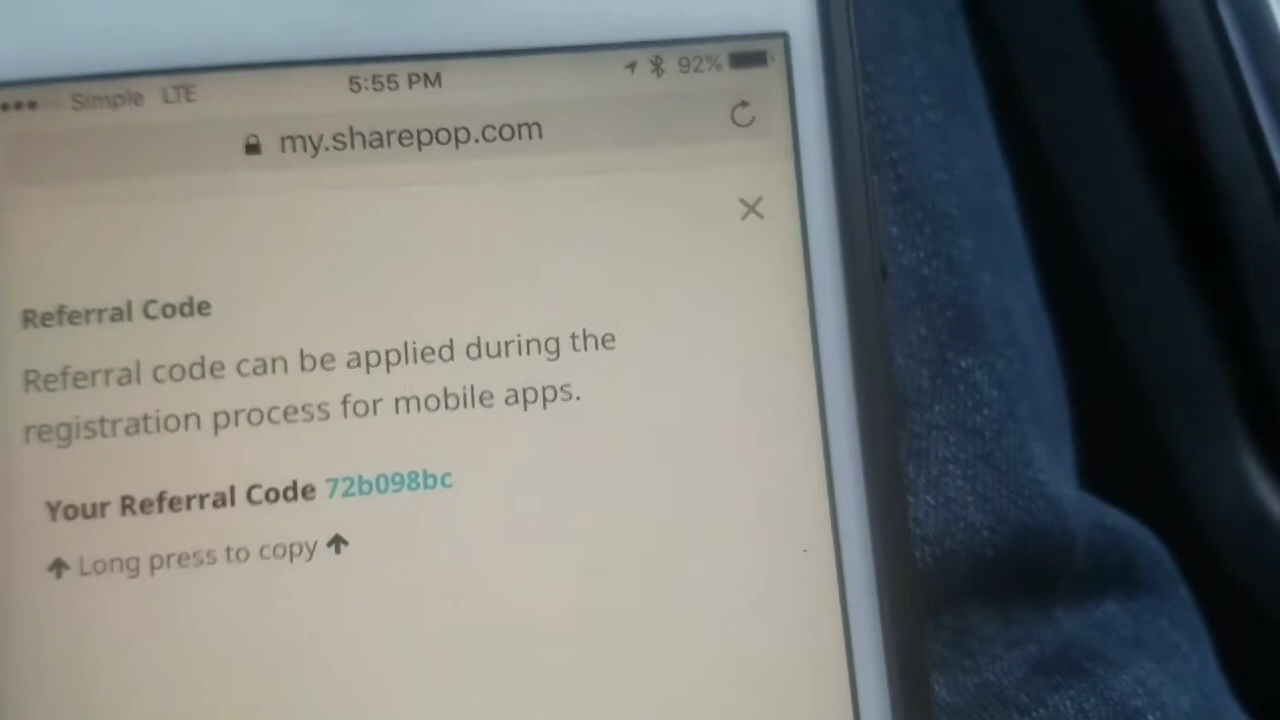 Simple LTE 5:55 PM 92%
my.sharepop.com
Referral Code
Referral code can be applied during the
registration process for mobile apps.
Your Referral Code 72b098bc
Long press to copy